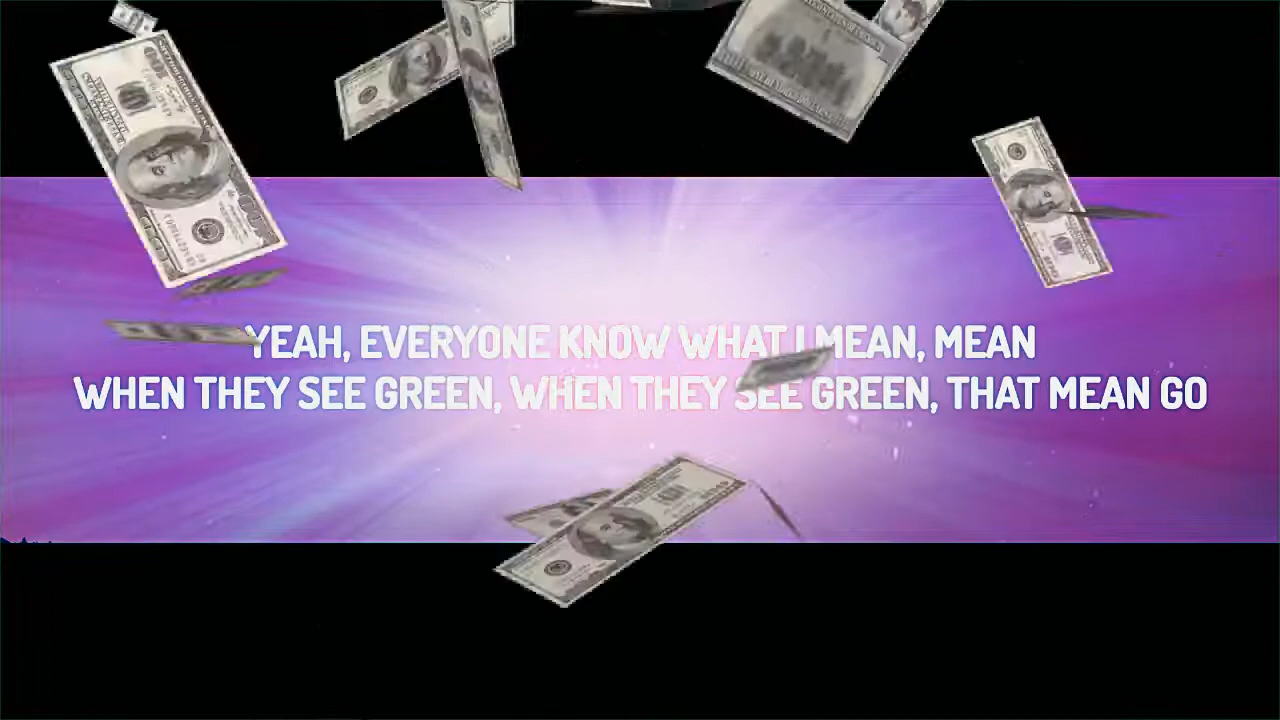 YEAH, EVERYONE KNOW WHAT I MEAN, MEAN
WHEN THEY SEE GREEN, WHEN THEY SEE GREEN, THAT MEAN GO